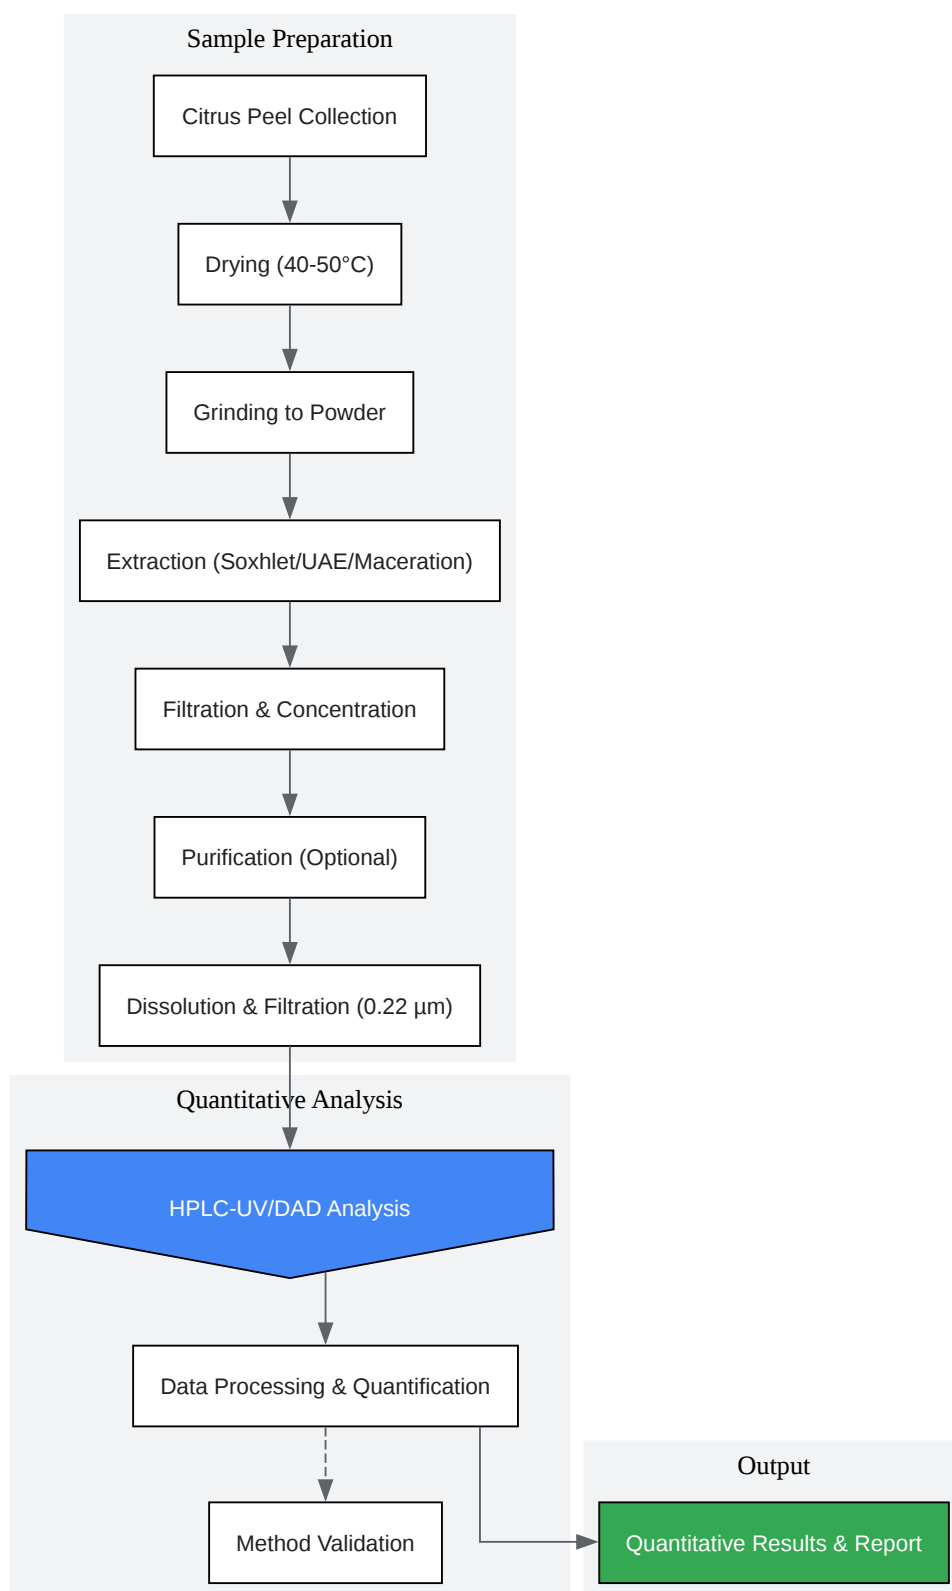 Sample Preparation
Citrus Peel Collection
Drying (40-50°C)
Grinding to Powder
Extraction (Soxhlet/UAE/Maceration)
Filtration & Concentration
Purification (Optional)
Dissolution & Filtration (0.22 µm)
Quantitative Analysis
HPLC-UV/DAD Analysis
Data Processing & Quantification
Method Validation
Output
Quantitative Results & Report